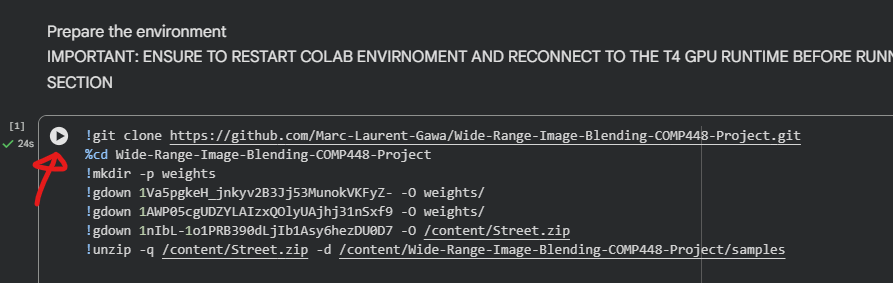 Prepare the environment
IMPORTANT: ENSURE TO RESTART COLAB ENVIRNOMENT AND RECONNECT TO THE T4 GPU RUNTIME BEFORE RUNN
SECTION
[1]
24s
!git clone https://github.com/Marc-Laurent-Gawa/Wide-Range-Image-Blending-COMP448-Project.git
%cd Wide-Range-Image-Blending-COMP448-Project
!mkdir -p weights
!gdown 1Va5pgkeH_jnkyv2B3Jj53MunokVKFyZ- -O weights/
!gdown 1AWP05cgUDZYLAIzxQOlyUAjhj31nSxf9 -O weights/
!gdown 1nIbL-1o1PRB390dLjIb1Asy6hezDU0D7 -O /content/Street.zip
!unzip -q /content/Street.zip -d /content/Wide-Range-Image-Blending-COMP448-Project/samples